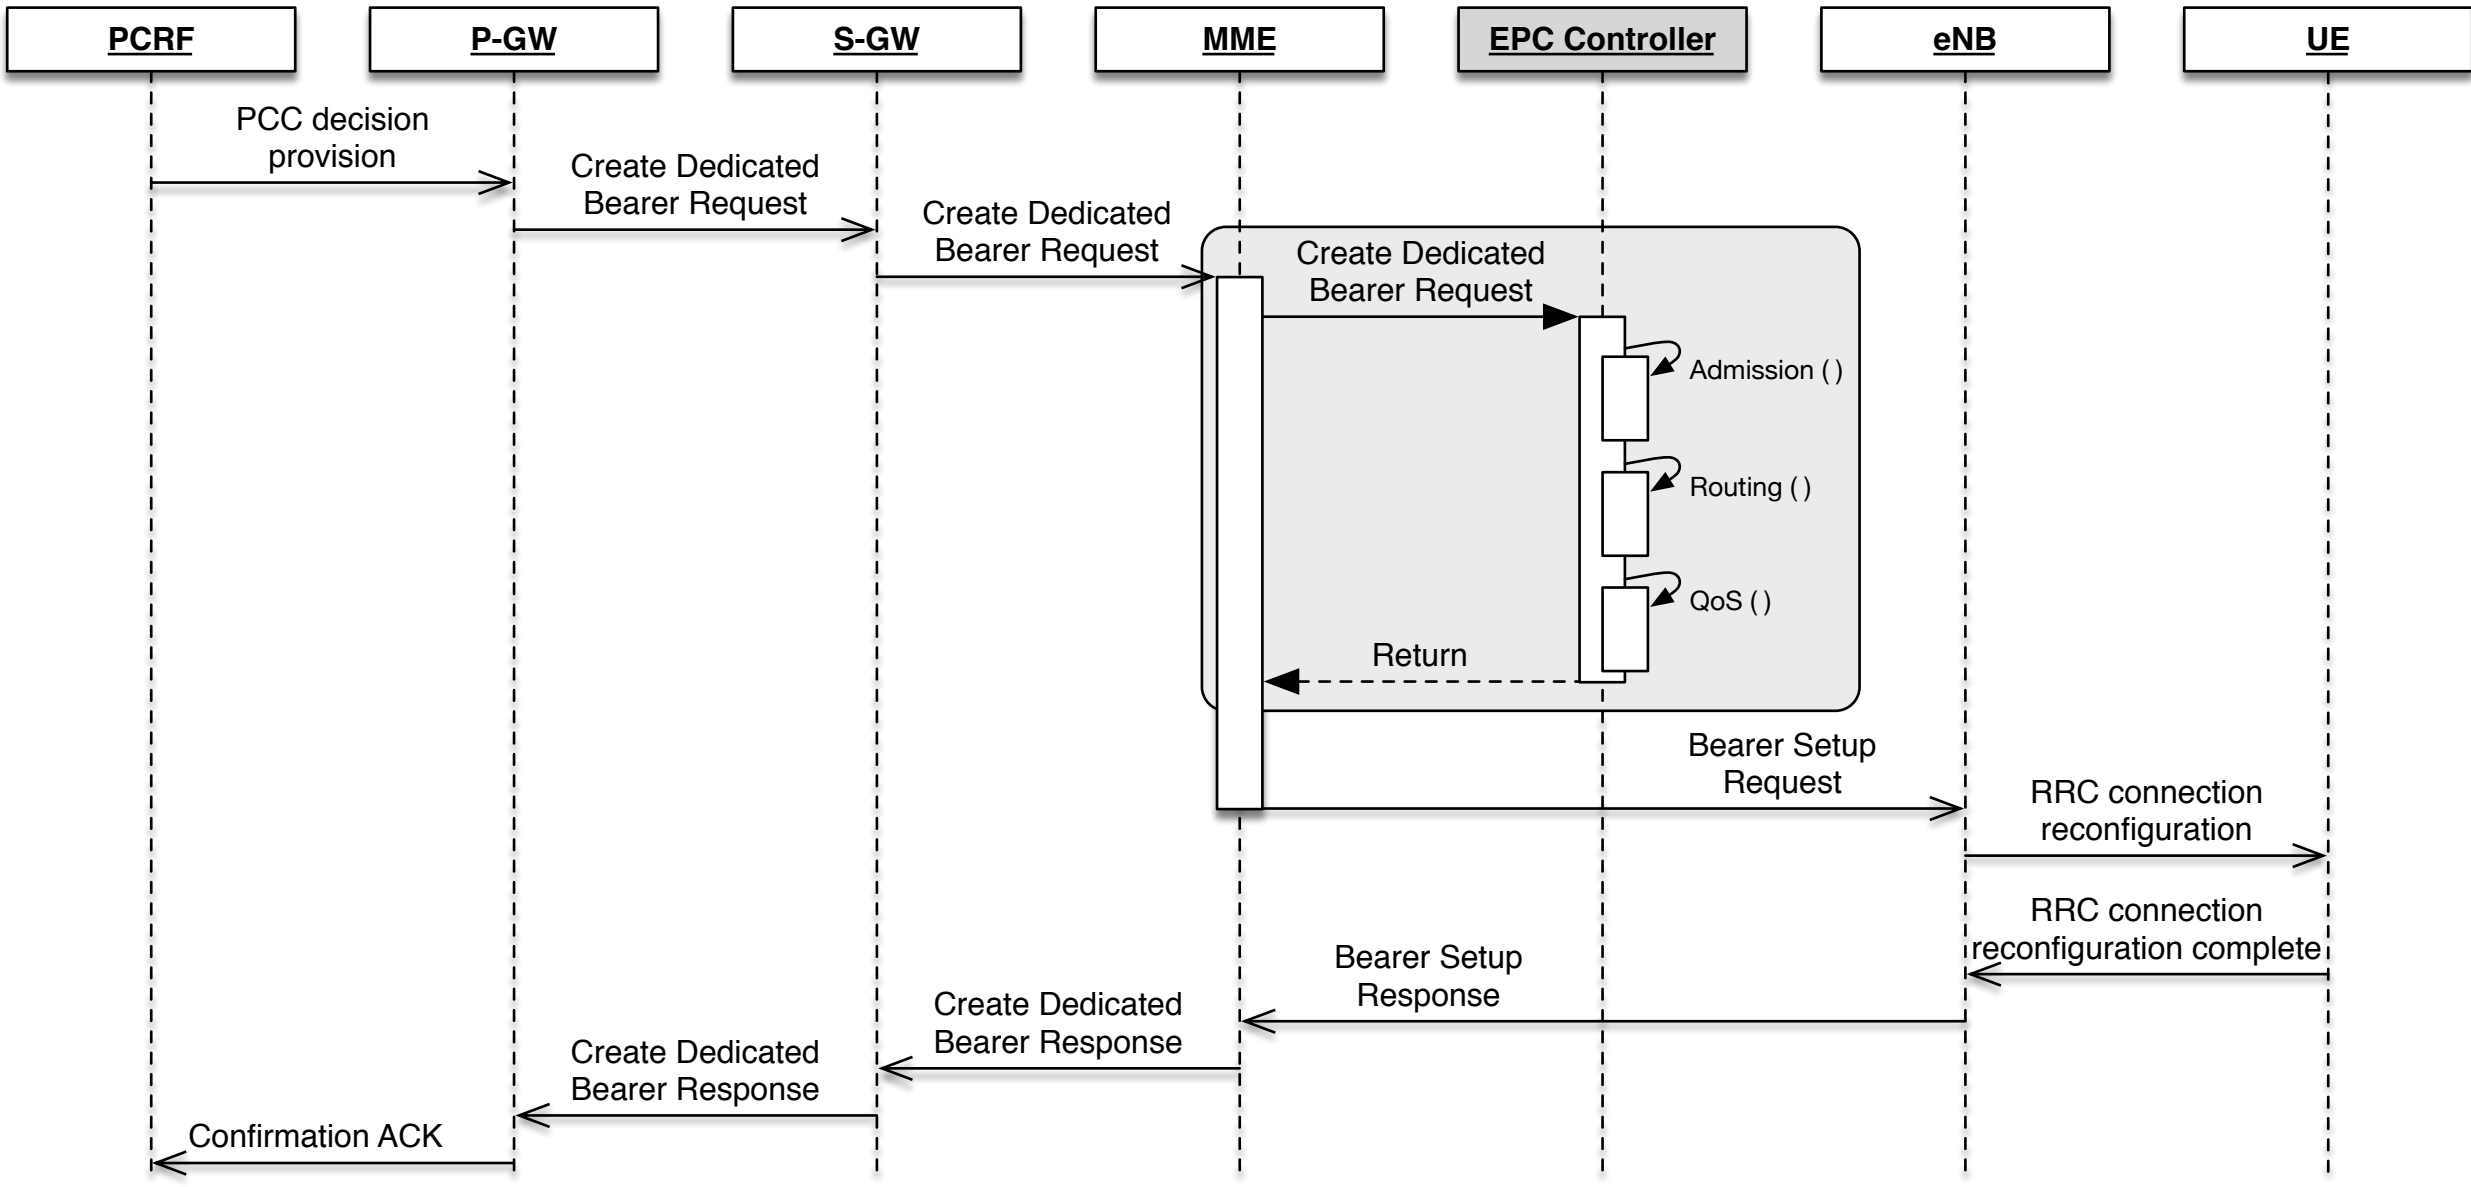 PCRF
P-GW
S-GW
MME
EPC Controller
eNB
UE
PCC decision
provision
Create Dedicated
Bearer Request
Create Dedicated
Bearer Request
Create Dedicated
Bearer Request
Admission ( )
Routing ( )
QoS ( )
Return
Bearer Setup
Request
RRC connection
reconfiguration
RRC connection
reconfiguration complete
Bearer Setup
Response
Create Dedicated
Bearer Response
Create Dedicated
Bearer Response
Confirmation ACK